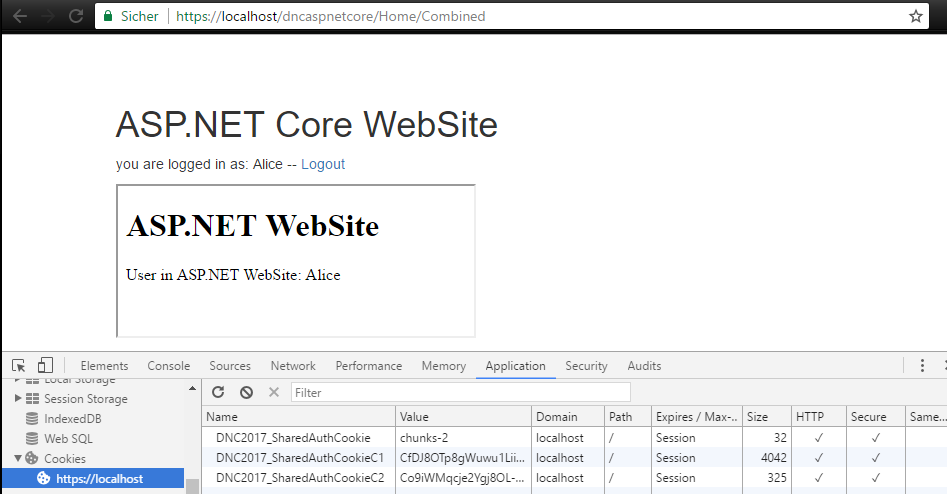 Sicher https://localhost/dncaspnetcore/Home/Combined
ASP.NET Core WebSite
you are logged in as: Alice -- Logout
ASP.NET WebSite
User in ASP.NET WebSite: Alice
Elements Console Sources Network Performance Memory Application Security Audits
Local Storage
Session Storage
IndexedDB
Web SQL
Cookies
https://localhost
Filter
Name Value Domain Path Expires / Max-... Size HTTP Secure Same...
DNC2017_SharedAuthCookie chunks-2 localhost / Session 32 ✓ ✓
DNC2017_SharedAuthCookieC1 CfDJ8OTp8gWuwu1Lii... localhost / Session 4042 ✓ ✓
DNC2017_SharedAuthCookieC2 Co9iWMqcje2Ygj8OL-... localhost / Session 325 ✓ ✓